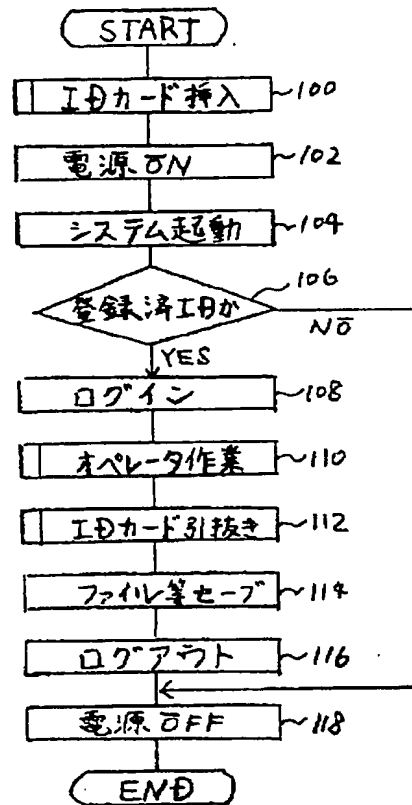 START
IDカード挿入 100
電源ON 102
システム起動 104
106
登録済IDか
NO
YES
ログイン 108
オペレータ作業 110
IDカード引抜き 112
ファイル等セーブ 114
ログアウト 116
電源OFF 118
END